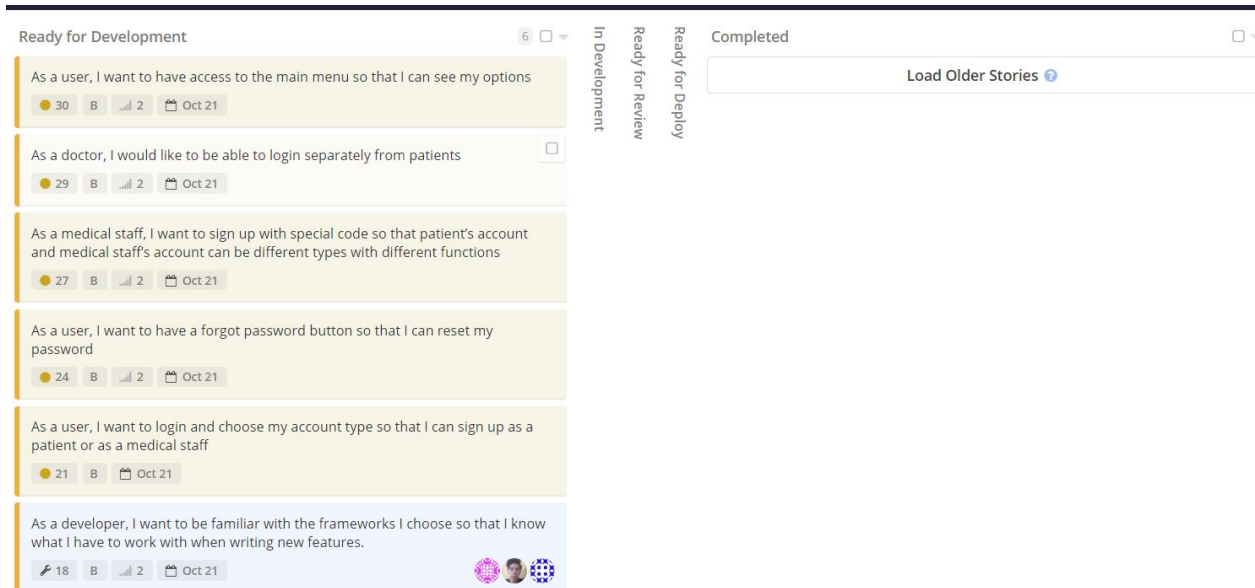 Ready for Development
6
As a user, I want to have access to the main menu so that I can see my options
30 B 2 Oct 21
As a doctor, I would like to be able to login separately from patients
29 B 2 Oct 21
As a medical staff, I want to sign up with special code so that patient's account
and medical staff's account can be different types with different functions
27 B 2 Oct 21
As a user, I want to have a forgot password button so that I can reset my
password
24 B 2 Oct 21
As a user, I want to login and choose my account type so that I can sign up as a
patient or as a medical staff
21 B Oct 21
As a developer, I want to be familiar with the frameworks I choose so that I know
what I have to work with when writing new features.
18 B 2 Oct 21
In Development
Ready for Review
Ready for Deploy
Completed
Load Older Stories ?